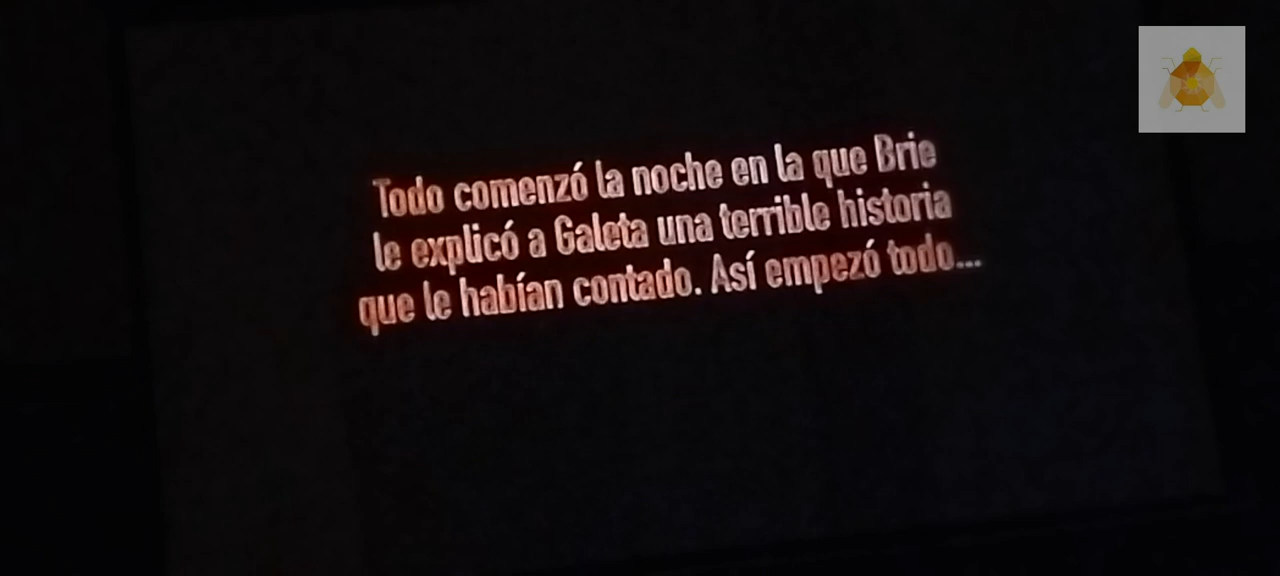 Todo comenzó la noche en la que Brie
le explicó a Galeta una terrible historia
que le habían contado. Así empezó todo...